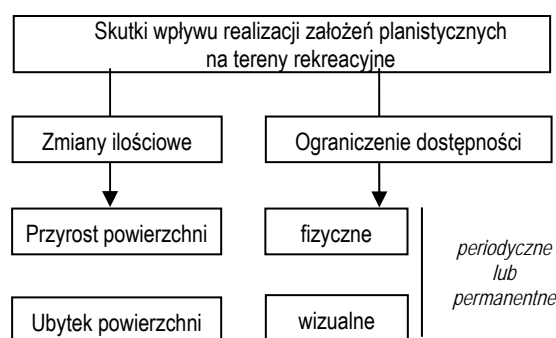 Skutki wpływu realizacji założeń planistycznych
na tereny rekreacyjne
Zmiany ilościowe
Ograniczenie dostępności
Przyrost powierzchni
fizyczne
periodyczne
lub
permanentne
Ubytek powierzchni
wizualne